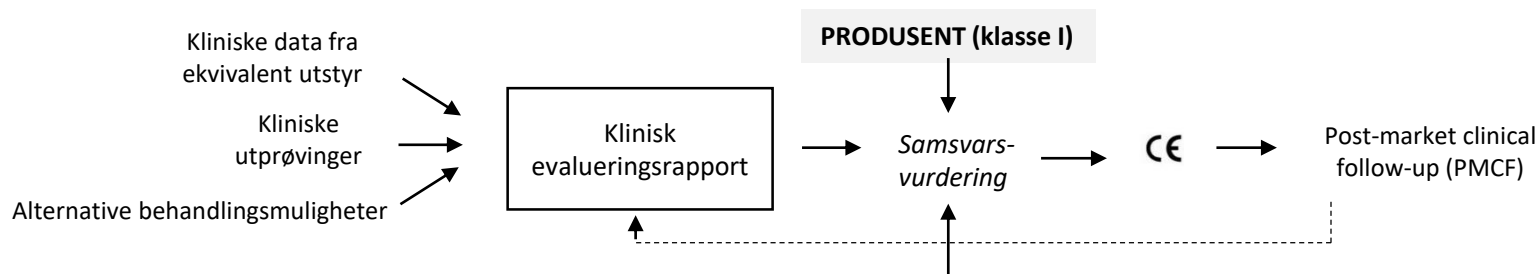 Kliniske data fra
ekvivalent utstyr
Kliniske
utprøvinger
Alternative behandlingsmuligheter
Klinisk
evalueringsrapport
PRODUSENT (klasse I)
Samsvars-
vurdering
CE
Post-market clinical
follow-up (PMCF)